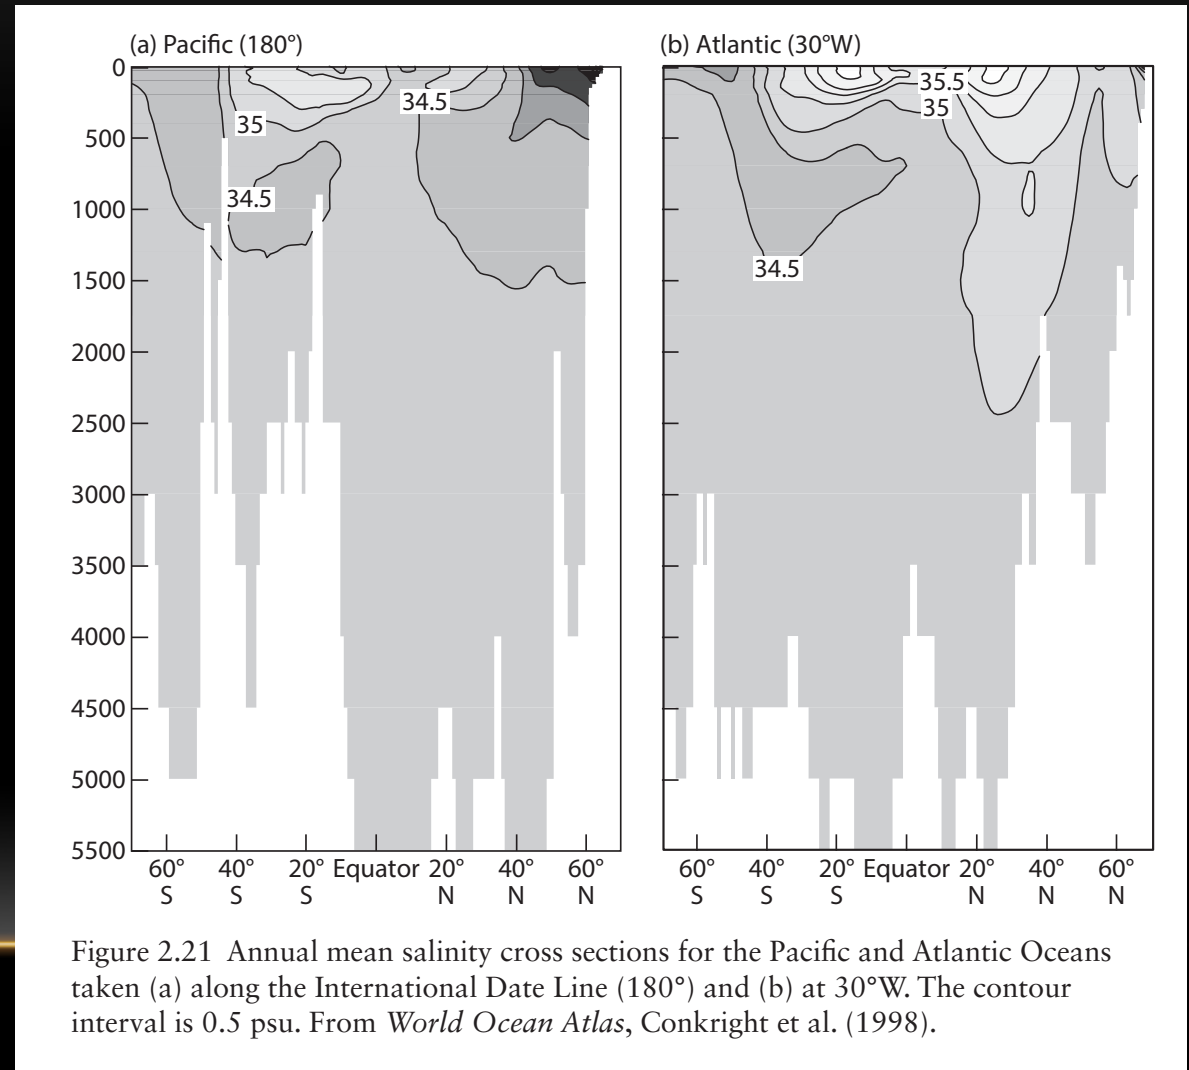 (a) Pacific (180°)
(b) Atlantic (30°W)
0
500
1000
1500
2000
2500
3000
3500
4000
4500
5000
5500
34.5
35
34.5
35.5
35
34.5
60° 40° 20° Equator 20° 40° 60°
S S S N N N
60° 40° 20° Equator 20° 40° 60°
S S S N N N
Figure 2.21 Annual mean salinity cross sections for the Pacific and Atlantic Oceans
taken (a) along the International Date Line (180°) and (b) at 30°W. The contour
interval is 0.5 psu. From World Ocean Atlas, Conkright et al. (1998).